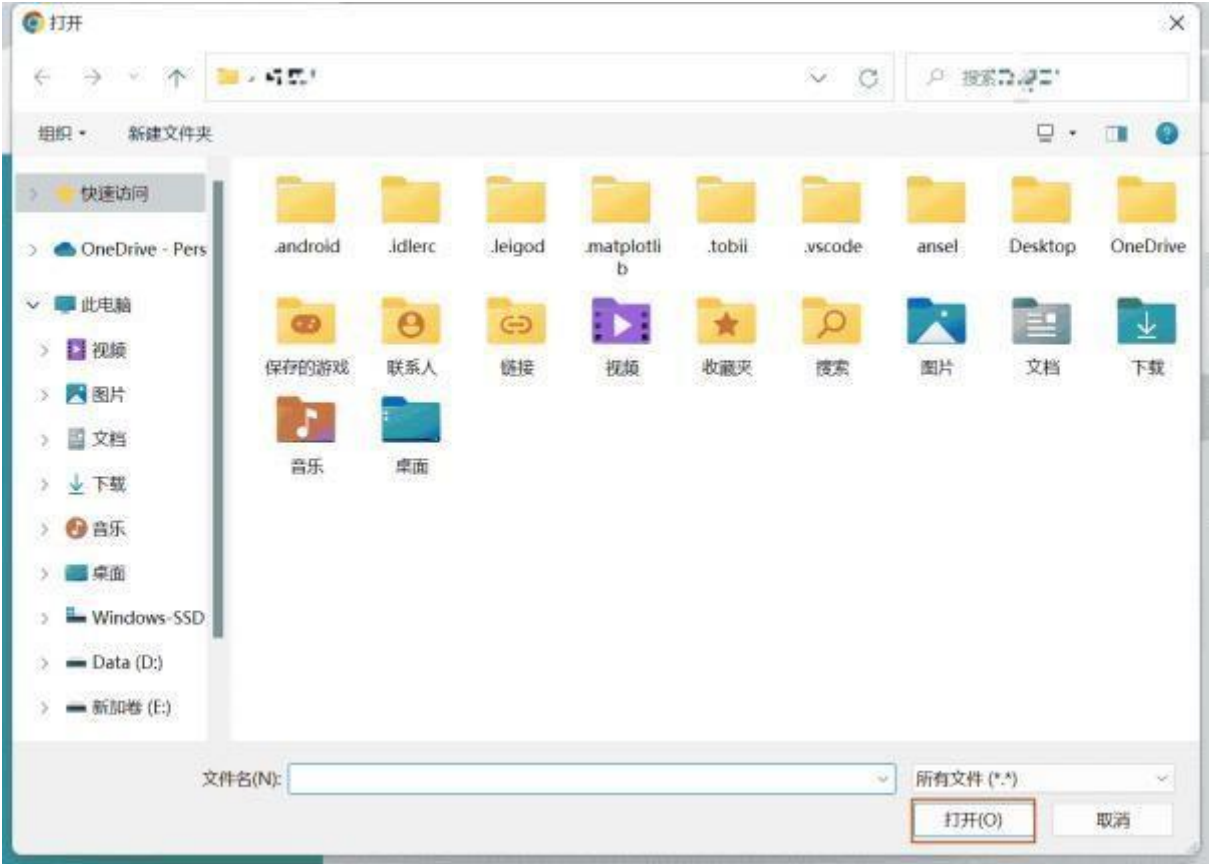 打开
搜索
组织 新建文件夹
快速访问
OneDrive - Pers
此电脑
视频
图片
文档
下载
音乐
桌面
Windows-SSD
Data (D:)
新加卷 (E:)
.android .idlerc .leigod .matplotli .tobii .vscode ansel Desktop OneDrive
b
保存的游戏 联系人 链接 视频 收藏夹 搜索 图片 文档 下载
音乐 桌面
文件名(N): 所有文件 (*.*)
打开(O) 取消